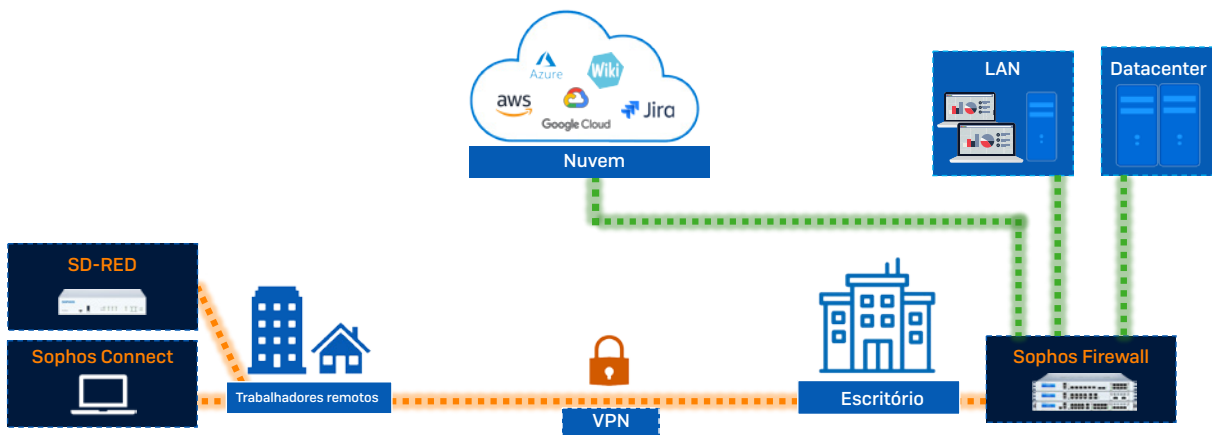 Azure
Wiki
aws
Google Cloud
Jira
Nuvem
LAN
Datacenter
SD-RED
Sophos Connect
Trabalhadores remotos
VPN
Escritório
Sophos Firewall